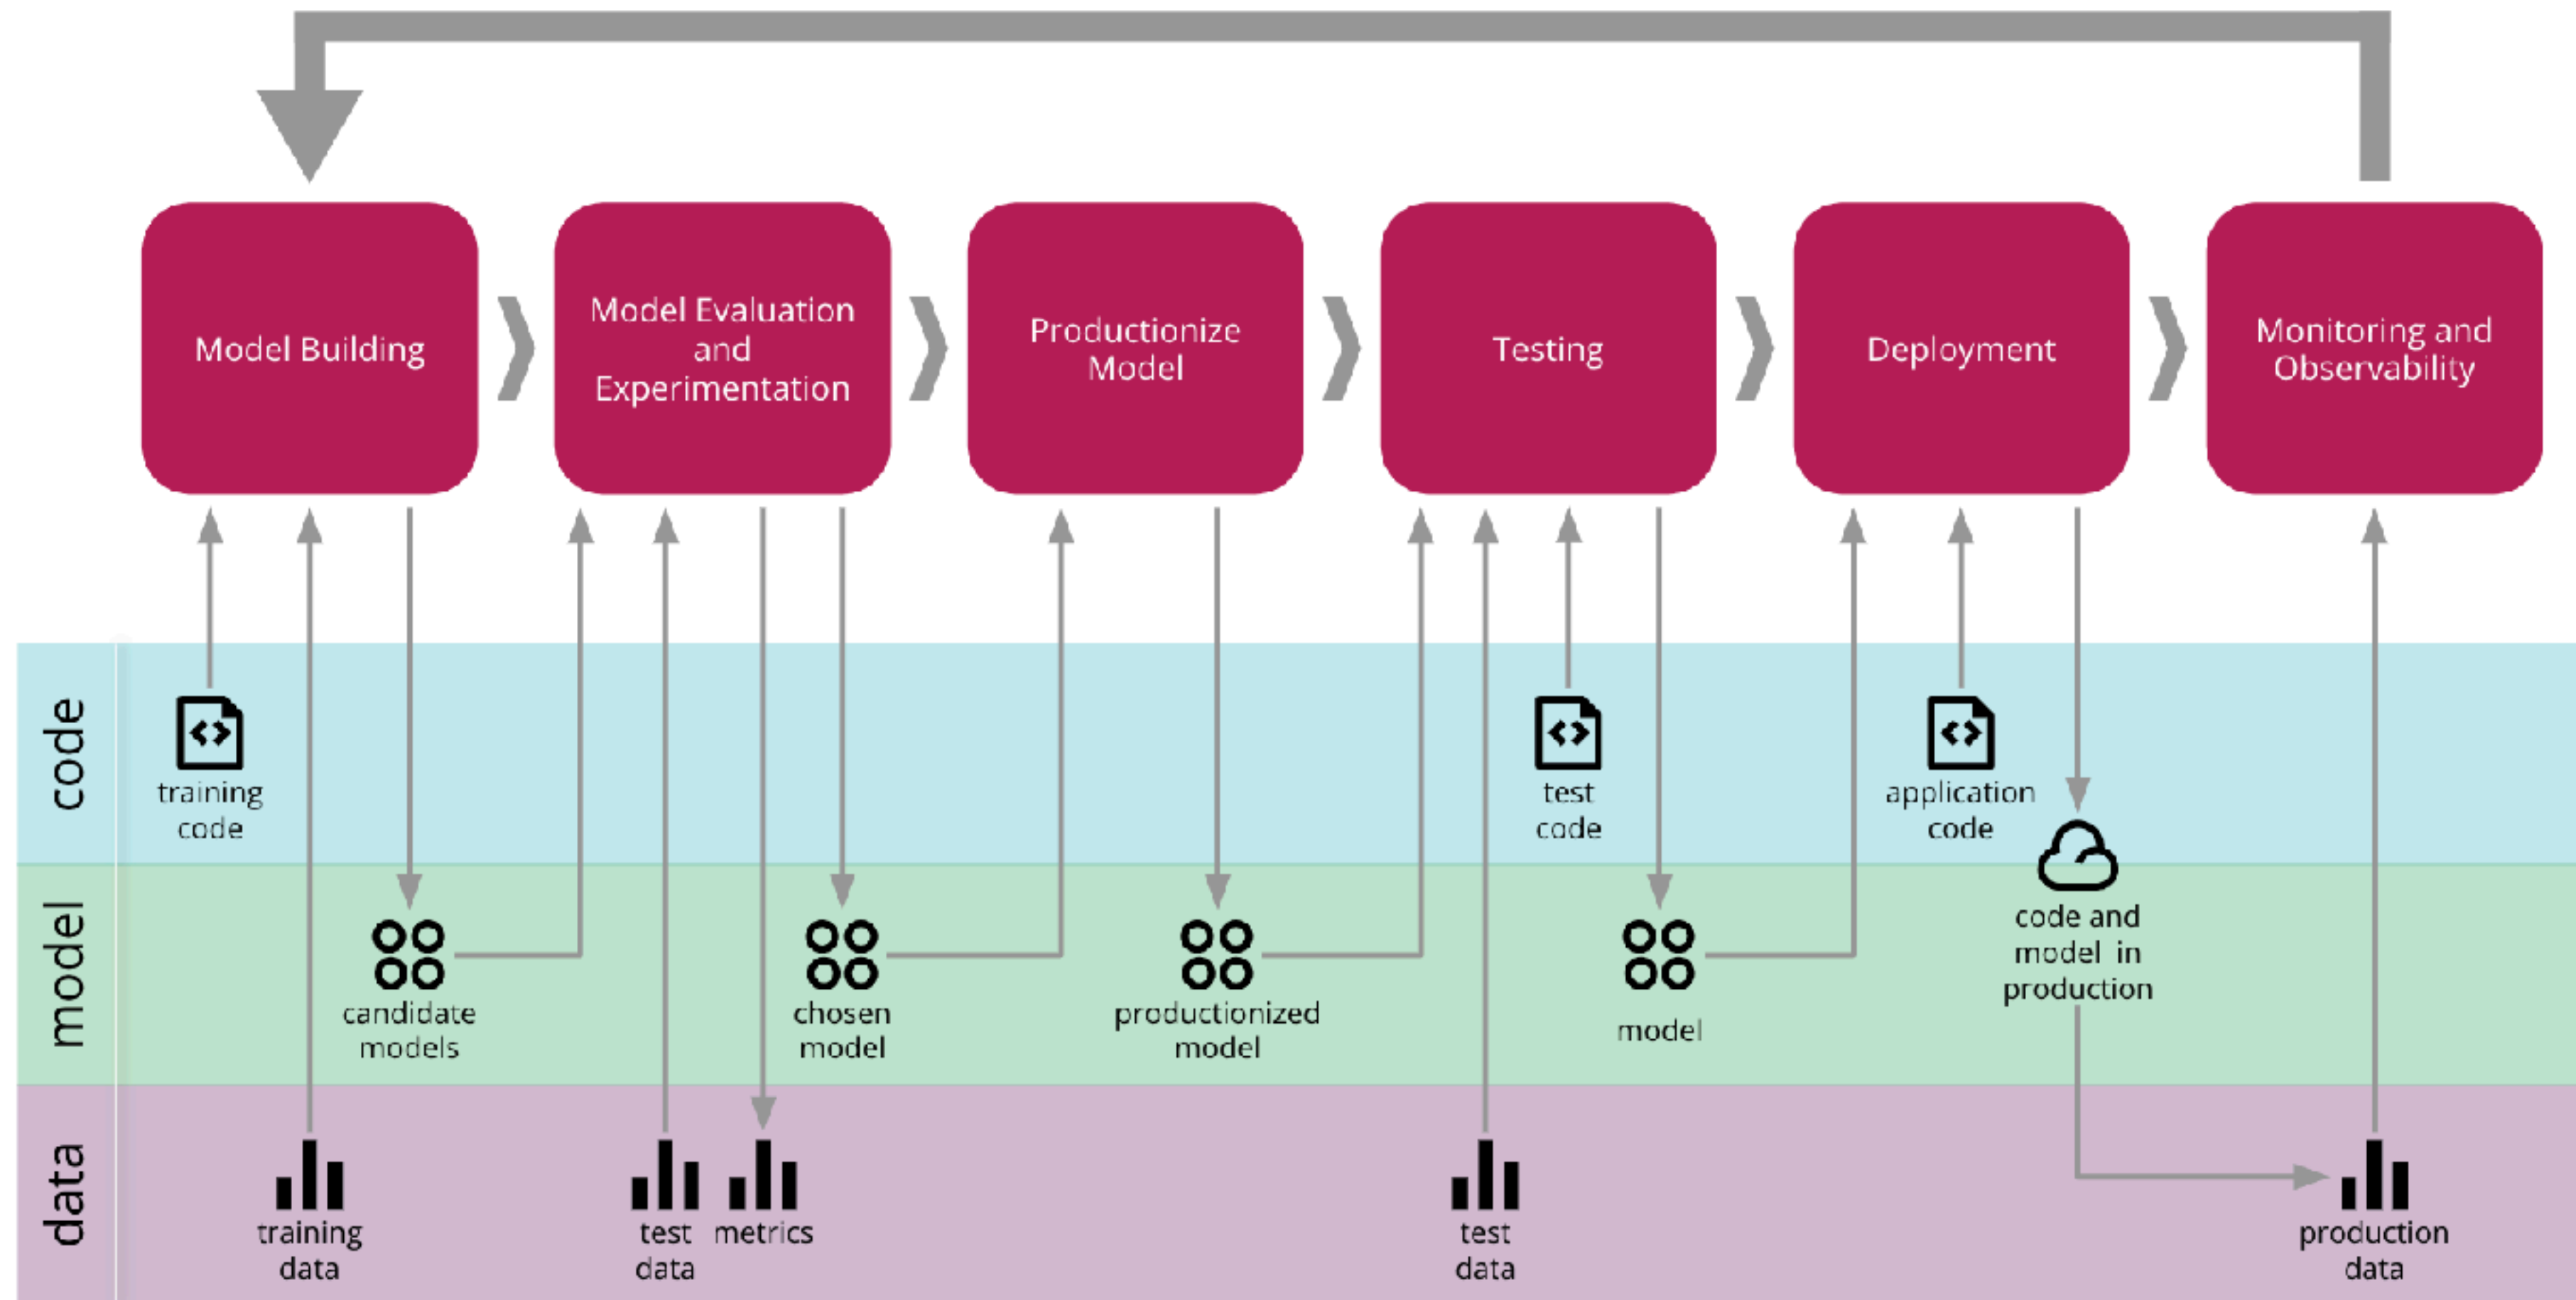 Model Building
Model Evaluation
and
Experimentation
Productionize
Model
Testing
Deployment
Monitoring and
Observability
code
training
code
test
code
application
code
model
candidate
models
chosen
model
productionized
model
model
code and
model in
production
data
training
data
test
data
metrics
test
data
production
data